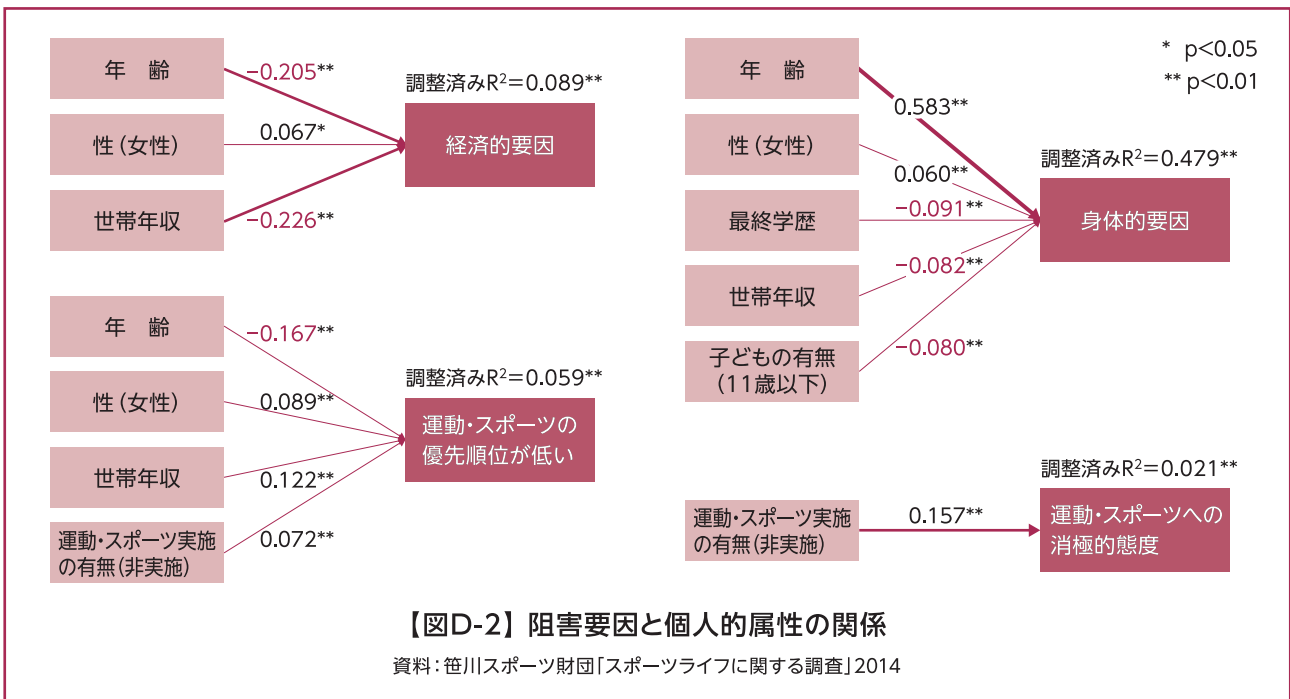 年　齢
-0.205**
調整済みR²＝0.089**
性（女性）
0.067*
経済的要因
世帯年収
-0.226**
年　齢
-0.167**
調整済みR²＝0.059**
性（女性）
0.089**
運動・スポーツの
優先順位が低い
世帯年収
0.122**
運動・スポーツ実施
の有無（非実施）
0.072**
* p<0.05
** p<0.01
年　齢
0.583**
性（女性）
0.060**
調整済みR²＝0.479**
最終学歴
-0.091**
身体的要因
世帯年収
-0.082**
子どもの有無
（11歳以下）
-0.080**
調整済みR²＝0.021**
運動・スポーツ実施
の有無（非実施）
0.157**
運動・スポーツへの
消極的態度
【図D-2】阻害要因と個人的属性の関係
資料：笹川スポーツ財団「スポーツライフに関する調査」2014